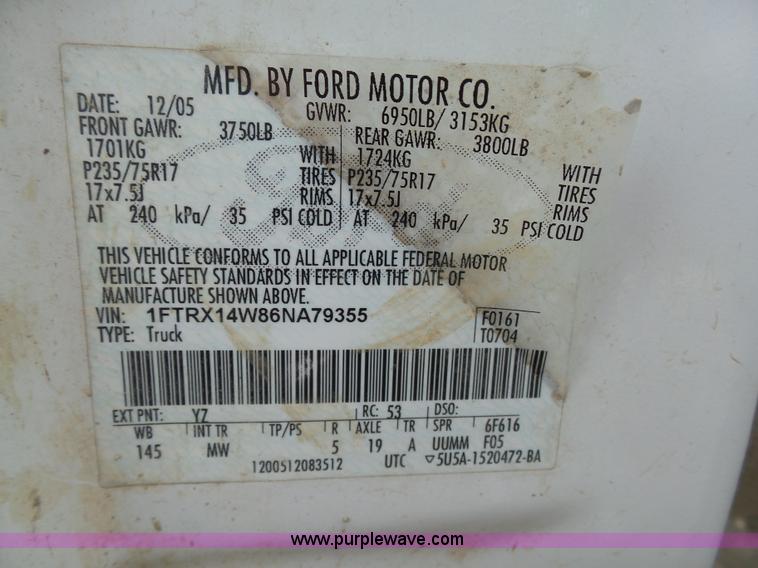 MFD. BY FORD MOTOR CO.
DATE: 12/05 GVWR: 6950LB/ 3153KG
FRONT GAWR: 3750LB REAR GAWR: 3800LB
1701KG WITH 1724KG WITH
P235/75R17 TIRES P235/75R17 TIRES
17x7.5J RIMS 17x7.5J RIMS
AT 240 kPa/ 35 PSI COLD AT 240 kPa/ 35 PSI COLD
THIS VEHICLE CONFORMS TO ALL APPLICABLE FEDERAL MOTOR
VEHICLE SAFETY STANDARDS IN EFFECT ON THE DATE OF
MANUFACTURE SHOWN ABOVE.
VIN: 1FTRX14W86NA79355 F0161
TYPE: Truck T0704
EXT PNT: YZ RC: 53 DSO:
WB INT TR TP/PS R AXLE TR SPR 6F616
145 MW 5 19 A UUMM F05
1200512083512 UTC ▽5U5A-1520472-BA
www.purplewave.com